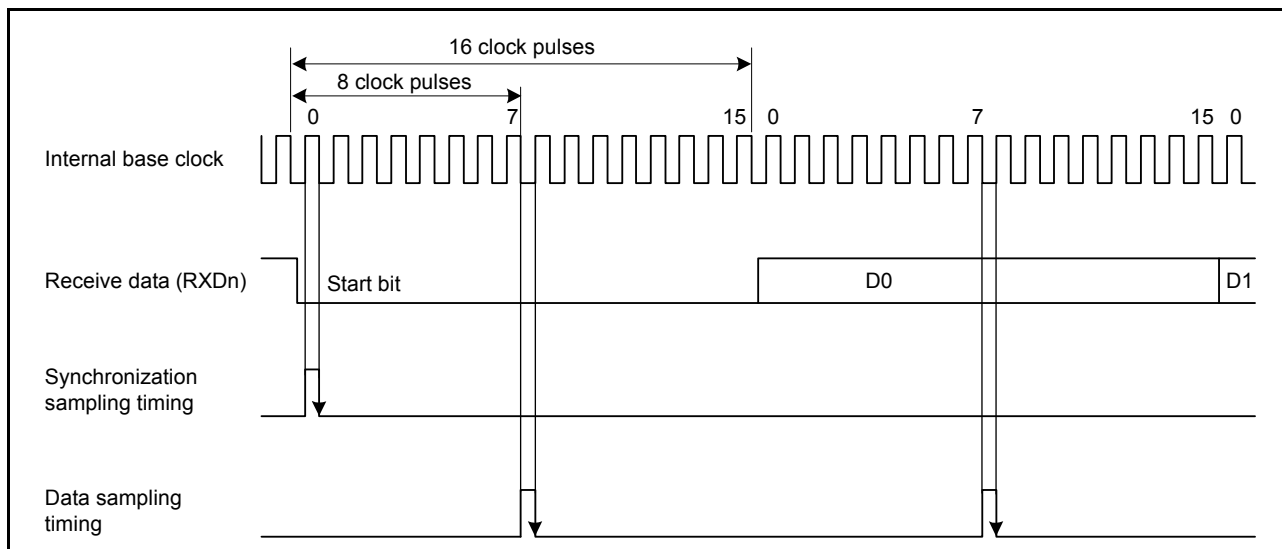 16 clock pulses
8 clock pulses
0 7 15 0 7 15 0
Internal base clock
Receive data (RXDn)
Start bit
D0
D1
Synchronization
sampling timing
Data sampling
timing